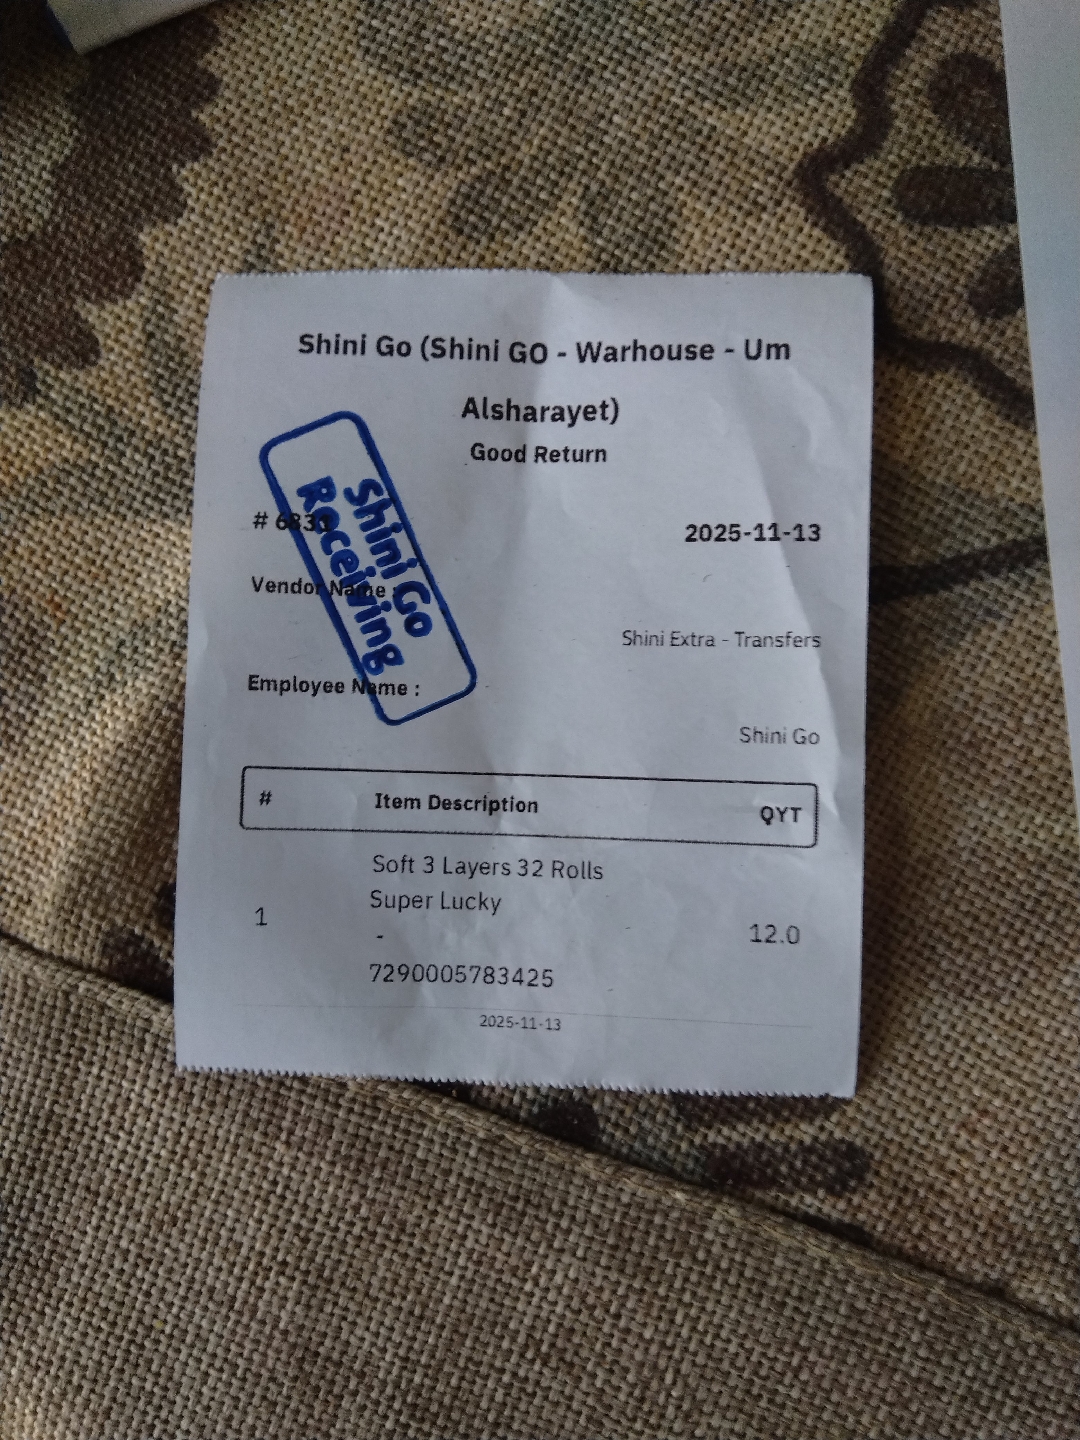 Shini Go (Shini GO - Warhouse - Um
Alsharayet)
Good Return
2025-11-13
Vendor Name :
Shini Extra - Transfers
Employee Name :
Shini Go
Shini Go
Receiving
# Item Description QYT
Soft 3 Layers 32 Rolls
Super Lucky
1 - 12.0
7290005783425
2025-11-13